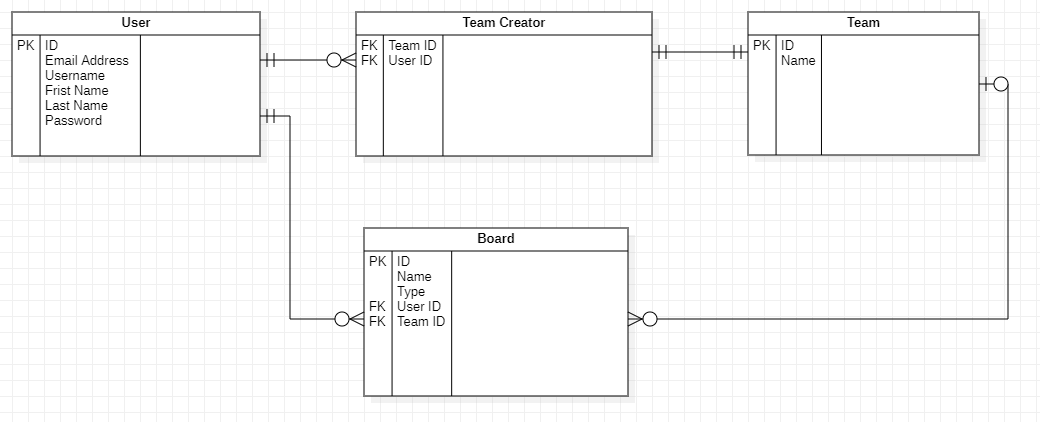 User
PK ID
Email Address
Username
Frist Name
Last Name
Password
Team Creator
FK Team ID
FK User ID
Team
PK ID
Name
Board
PK ID
Name
Type
FK User ID
FK Team ID